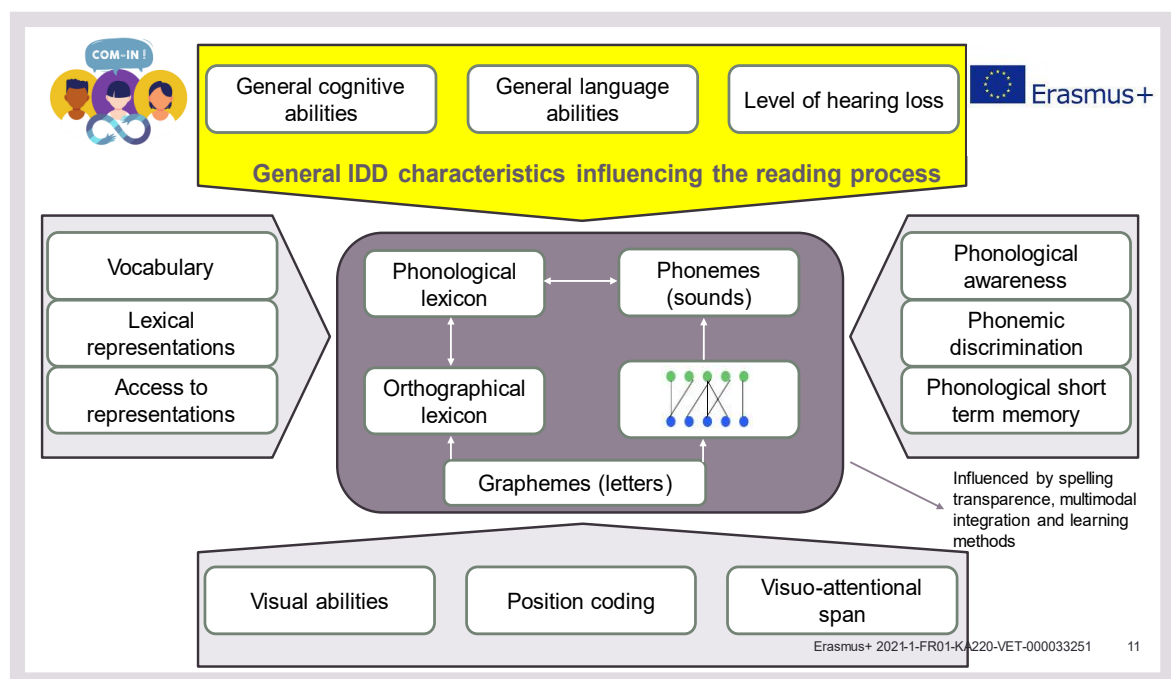 COM-IN !
General cognitive
abilities
General language
abilities
Level of hearing loss
Erasmus+
General IDD characteristics influencing the reading process
Vocabulary
Lexical
representations
Access to
representations
Phonological
lexicon
Phonemes
(sounds)
Orthographical
lexicon
Graphemes (letters)
Phonological
awareness
Phonemic
discrimination
Phonological short
term memory
Influenced by spelling
transparence, multimodal
integration and learning
methods
Visual abilities
Position coding
Visuo-attentional
span
Erasmus+ 2021-1-FR01-KA220-VET-000033251
11